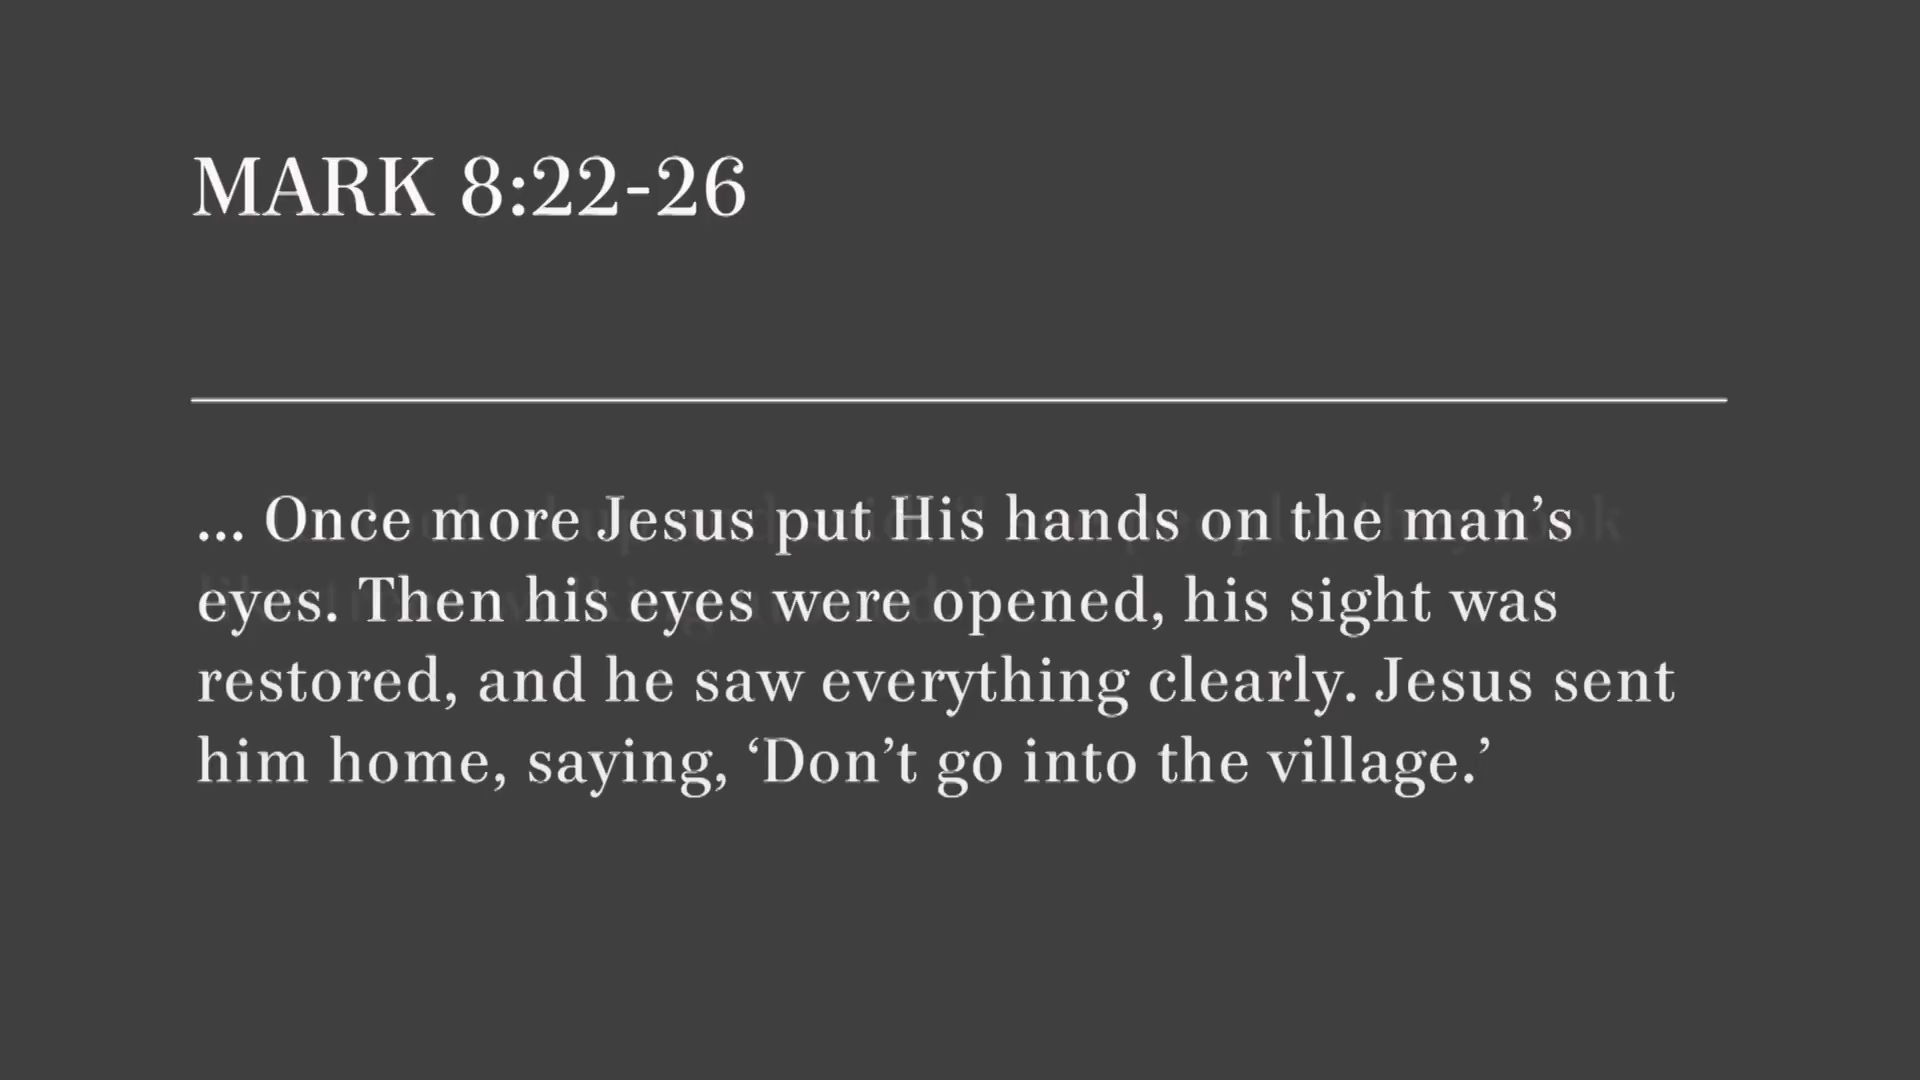 MARK 8:22-26
... Once more Jesus put His hands on the man’s
eyes. Then his eyes were opened, his sight was
restored, and he saw everything clearly. Jesus sent
him home, saying, ‘Don’t go into the village.’